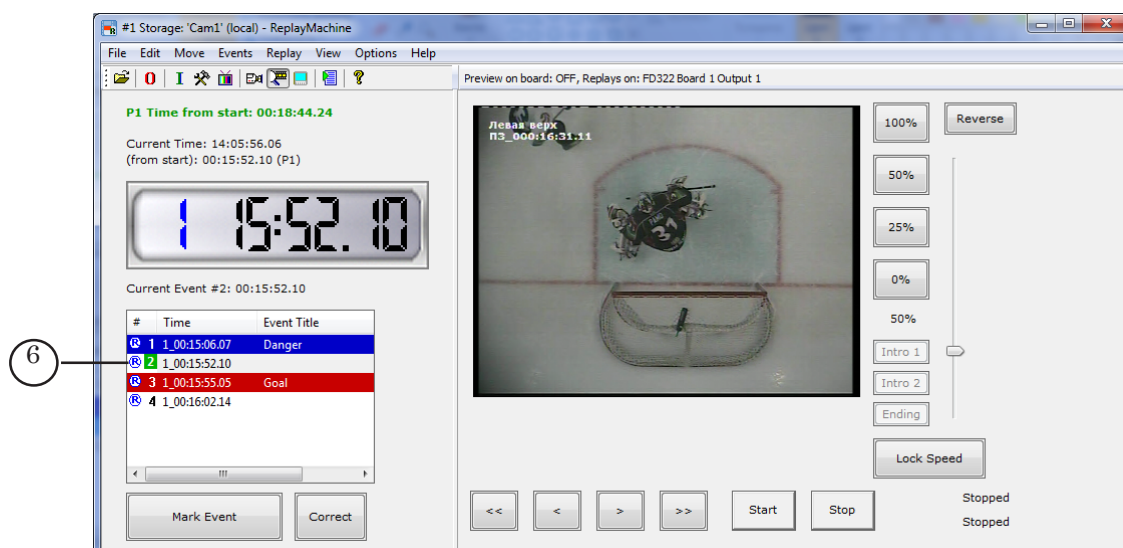 #1 Storage: 'Cam1' (local) - ReplayMachine
File Edit Move Events Replay View Options Help
Preview on board: OFF, Replays on: FD322 Board 1 Output 1
P1 Time from start: 00:18:44.24
Current Time: 14:05:56.06
(from start): 00:15:52.10 (P1)
1 15:52.10
Current Event #2: 00:15:52.10
# Time Event Title
R 1 1_00:15:06.07 Danger
R 2 1_00:15:52.10
R 3 1_00:15:55.05 Goal
R 4 1_00:16:02.14
6
Mark Event Correct
Левая верх
П3_000:16:31.11
31
100%
Reverse
50%
25%
0%
50%
Intro 1
Intro 2
Ending
Lock Speed
<< < > >> Start Stop
Stopped
Stopped